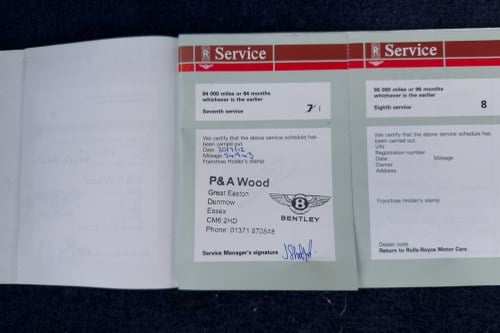 Service
84 000 miles or 84 months
whichever is the earlier
Seventh service
7
We certify that the above service schedule has
been carried out
Date 30/7/12
Mileage
Franchise Holder's stamp
P&A Wood
Great Easton
Dunmow
Essex
CM6 2HD
Phone: 01371 870848
B
BENTLEY
Service Manager's signature
Service
96 000 miles or 96 months
whichever is the earlier
Eighth service
8
We certify that the above service schedule has
been carried out
VIN
Registration number
Date Mileage
Owner
Address
Franchise Holder's stamp
Dealer code
Return to Rolls-Royce Motor Cars